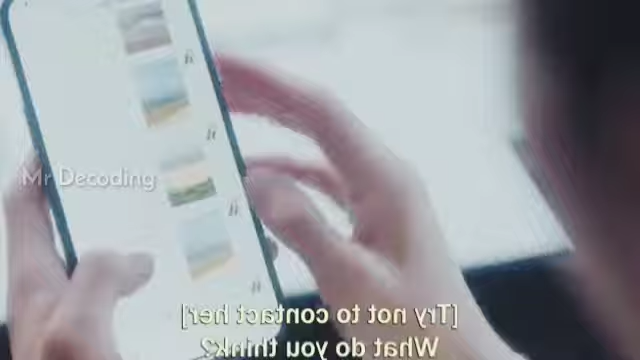 Mr Decoding
[Try not to contact her]
What do you think?